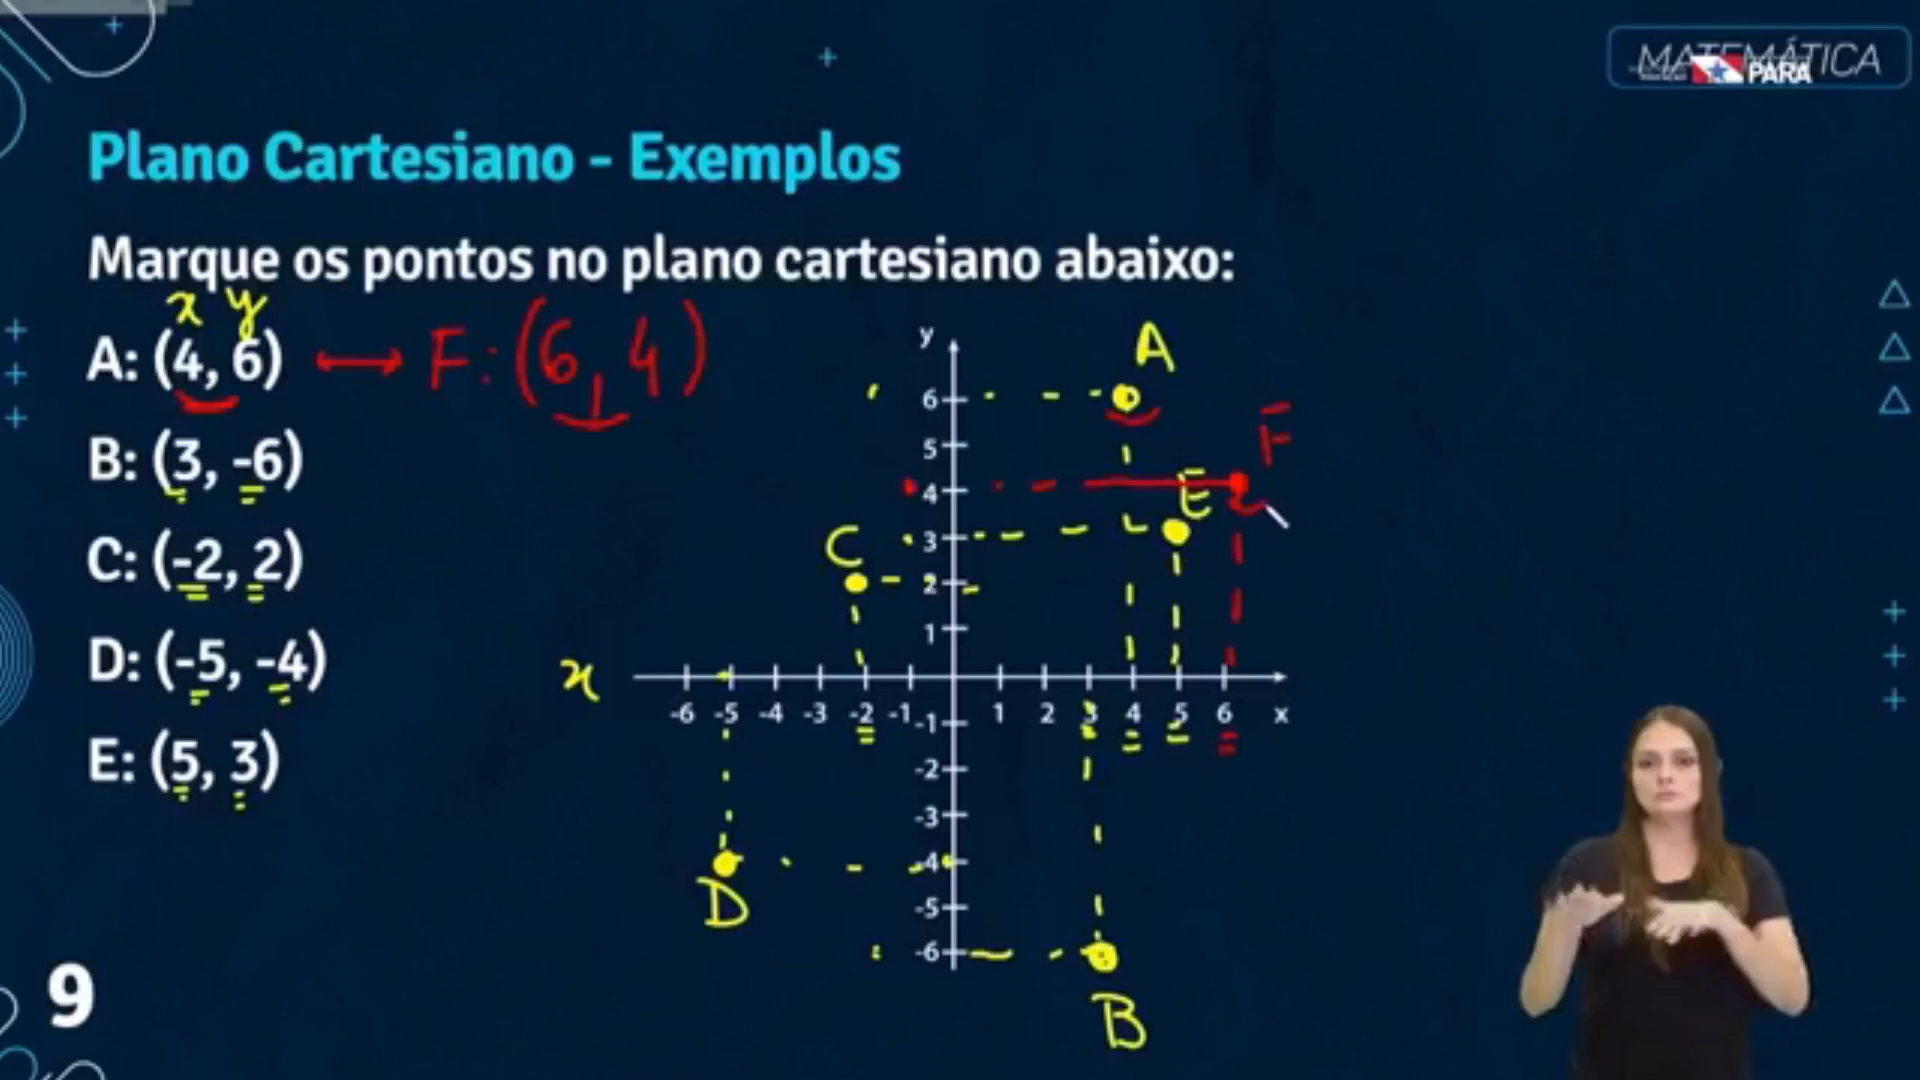 MATEMÁTICA
PARÁ
Plano Cartesiano - Exemplos
Marque os pontos no plano cartesiano abaixo:
x y
A: (4, 6) ↔ F: (6, 4)
B: (3, -6)
C: (-2, 2)
D: (-5, -4)
E: (5, 3)
y
A
6
5
F
4
E
3
C
2
1
x
-6 -5 -4 -3 -2 -1 1 2 3 4 5 6 x
-1
-2
-3
-4
D
-5
-6
B
9